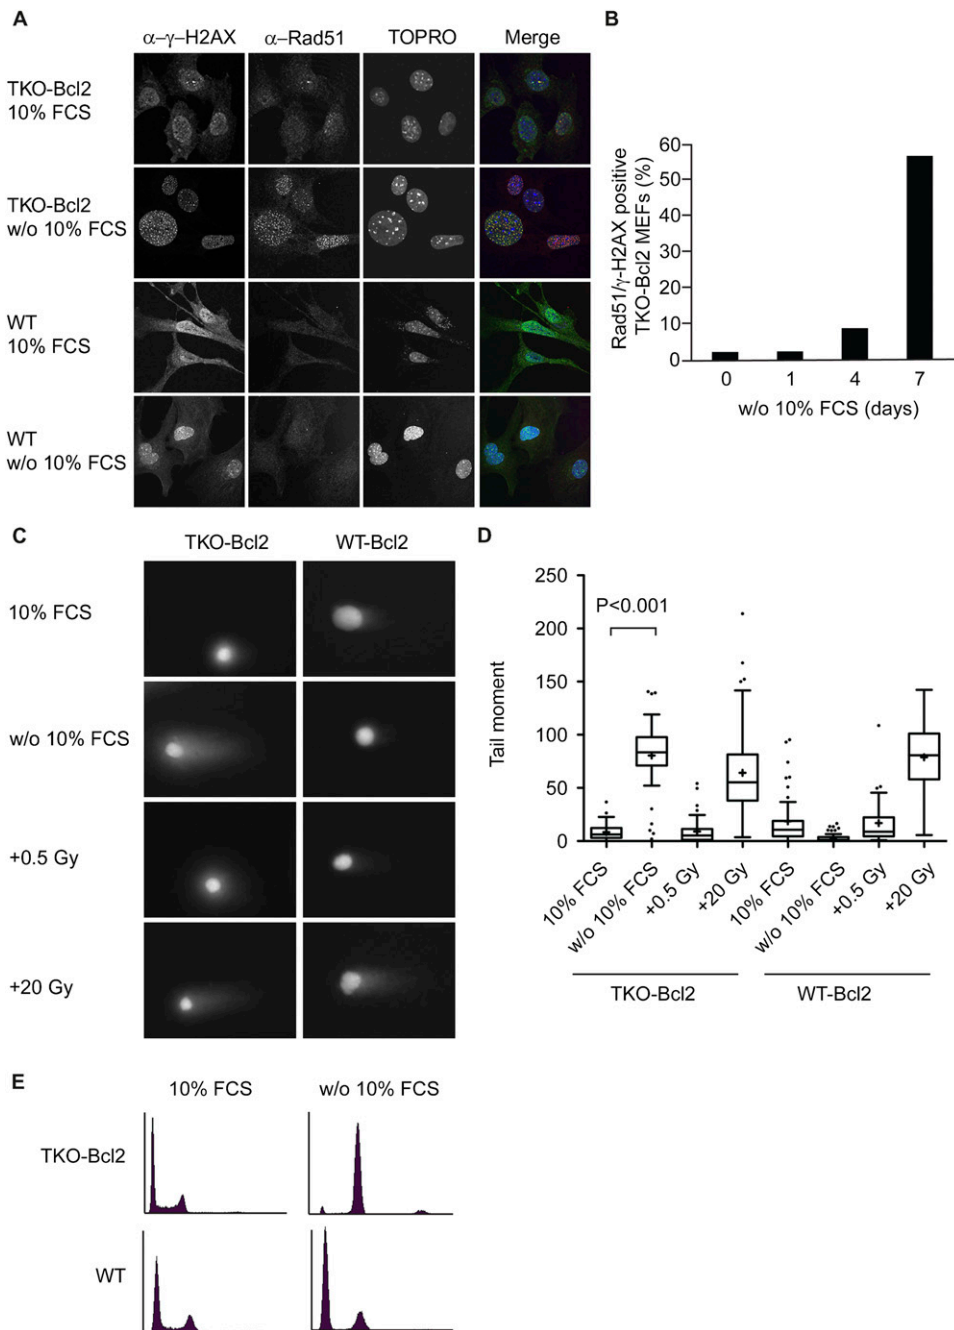 A
α–γ–H2AX α–Rad51 TOPRO Merge
TKO-Bcl2
10% FCS
TKO-Bcl2
w/o 10% FCS
WT
10% FCS
WT
w/o 10% FCS
B
Rad51/γ-H2AX positive
TKO-Bcl2 MEFs (%)
60
50
40
30
20
10
0
0 1 4 7
w/o 10% FCS (days)
C
TKO-Bcl2 WT-Bcl2
10% FCS
w/o 10% FCS
+0.5 Gy
+20 Gy
D
P<0.001
Tail moment
250
200
150
100
50
0
10% FCS w/o 10% FCS +0.5 Gy +20 Gy 10% FCS w/o 10% FCS +0.5 Gy +20 Gy
TKO-Bcl2 WT-Bcl2
E
10% FCS w/o 10% FCS
TKO-Bcl2
WT